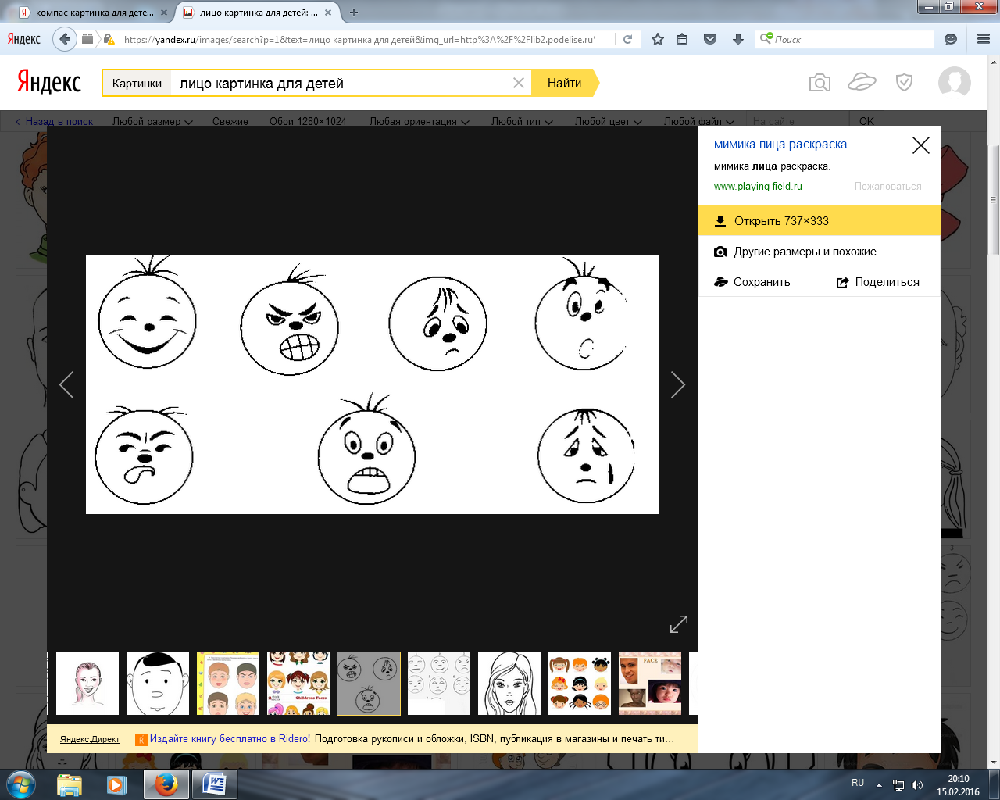 компас картинка для дете...
лицо картинка для детей: ...
Яндекс
https://yandex.ru/images/search?p=1&text=лицо картинка для детей&img_url=http%3A%2F%2Flib2.podelise.ru
Поиск
Яндекс
Картинки
лицо картинка для детей
Найти
Назад в поиск
Любой размер
Свежие
Обои 1280×1024
Любая ориентация
Любой тип
Любой цвет
Любой файл
На сайте
OK
мимика лица раскраска
мимика лица раскраска.
www.playing-field.ru
Пожаловаться
Открыть 737×333
Другие размеры и похожие
Сохранить
Поделиться
3
Childrens Faces
FACE
Яндекс.Директ
Издайте книгу бесплатно в Ridero! Подготовка рукописи и обложки, ISBN, публикация в магазины и печать ти...
RU
20:10
15.02.2016